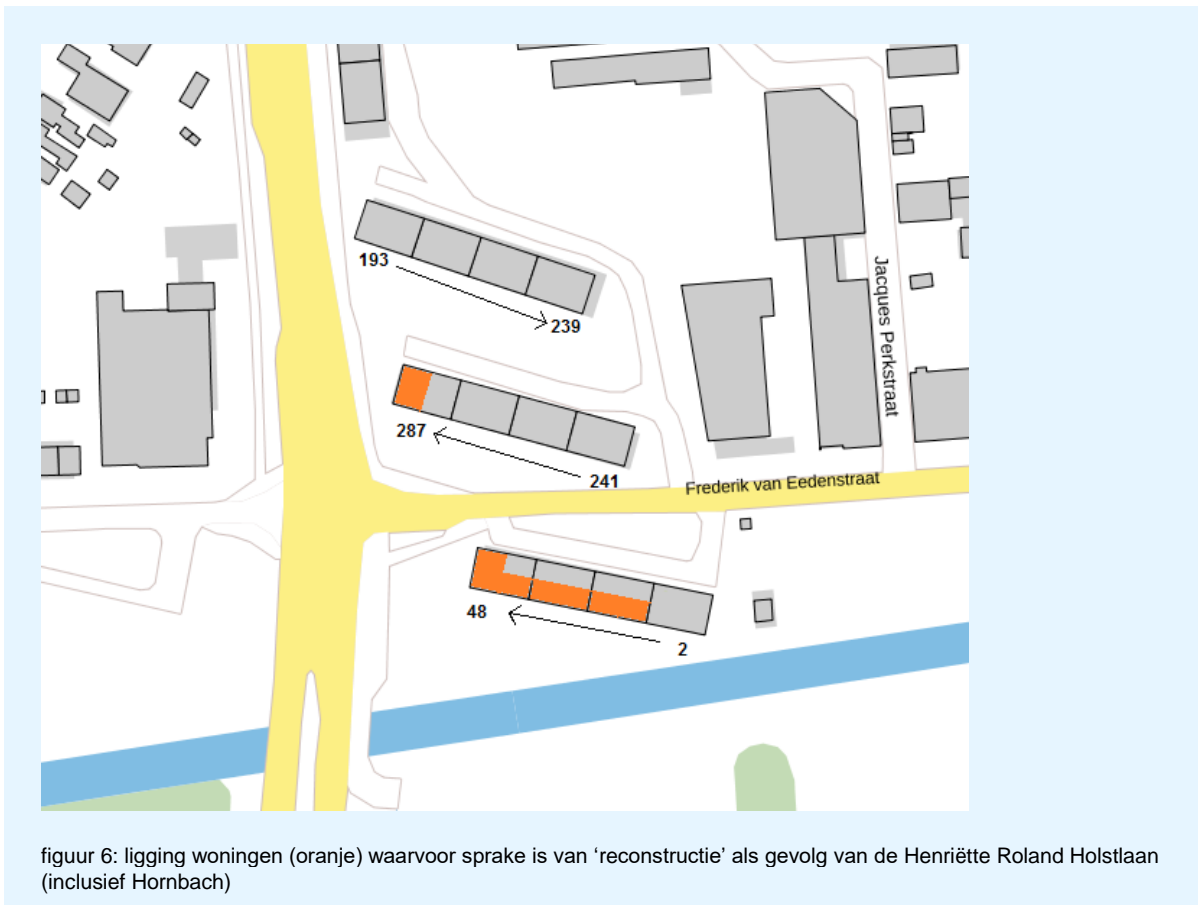 193
239
Jacques Perkstraat
287
241
Frederik van Eedenstraat
48
2
figuur 6: ligging woningen (oranje) waarvoor sprake is van ‘reconstructie’ als gevolg van de Henriëtte Roland Holstlaan
(inclusief Hornbach)